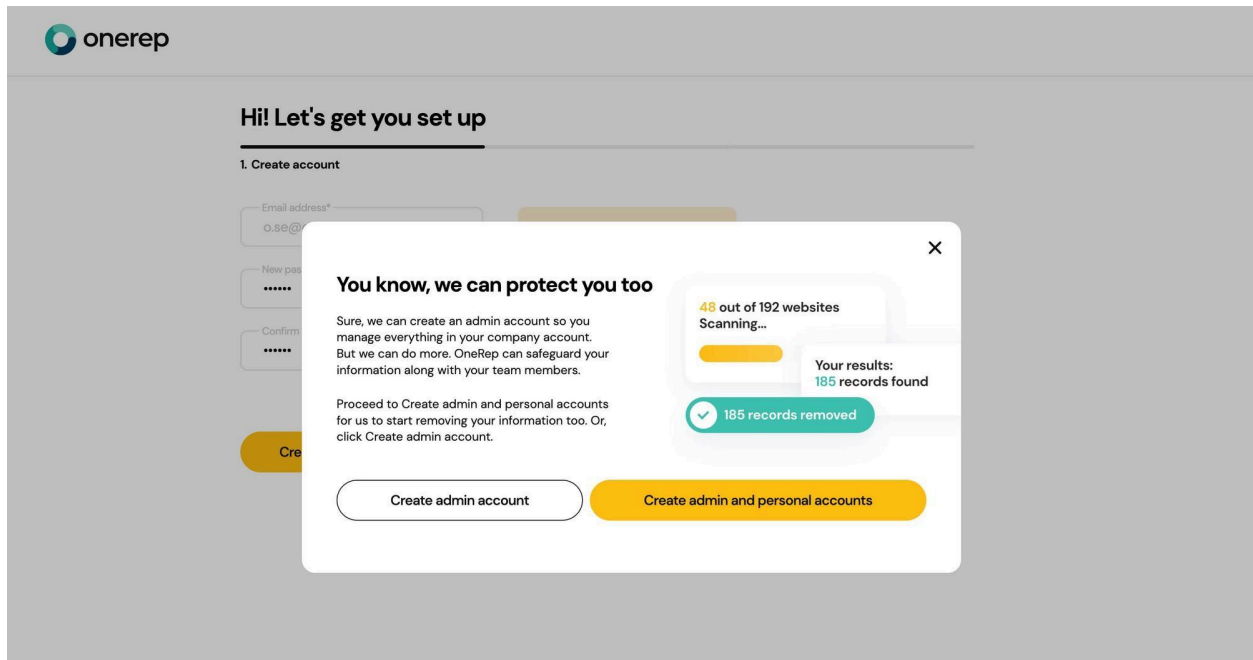 onerep
Hi! Let's get you set up
1. Create account
Email address*
o.se@
New pas
••••••
Confirm
••••••
Cre
You know, we can protect you too
Sure, we can create an admin account so you
manage everything in your company account.
But we can do more. OneRep can safeguard your
information along with your team members.
Proceed to Create admin and personal accounts
for us to start removing your information too. Or,
click Create admin account.
48 out of 192 websites
Scanning...
Your results:
185 records found
185 records removed
Create admin account
Create admin and personal accounts